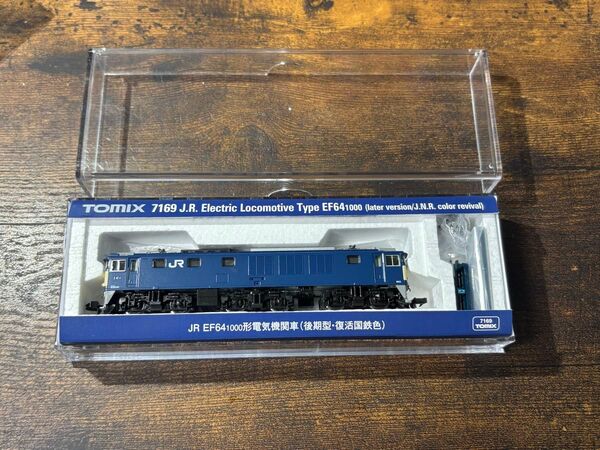 TOMIX 7169 J.R. Electric Locomotive Type EF641000 (later version/J.N.R. color revival)
JR
JR EF641000形電気機関車(後期型・復活国鉄色)
7169
TOMIX